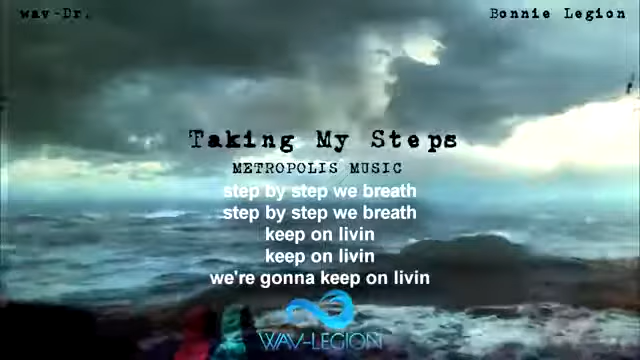 wav-Dr.
Bonnie Legion
Taking My Steps
METROPOLIS MUSIC
step by step we breath
step by step we breath
keep on livin
keep on livin
we're gonna keep on livin
WAV-LEGION